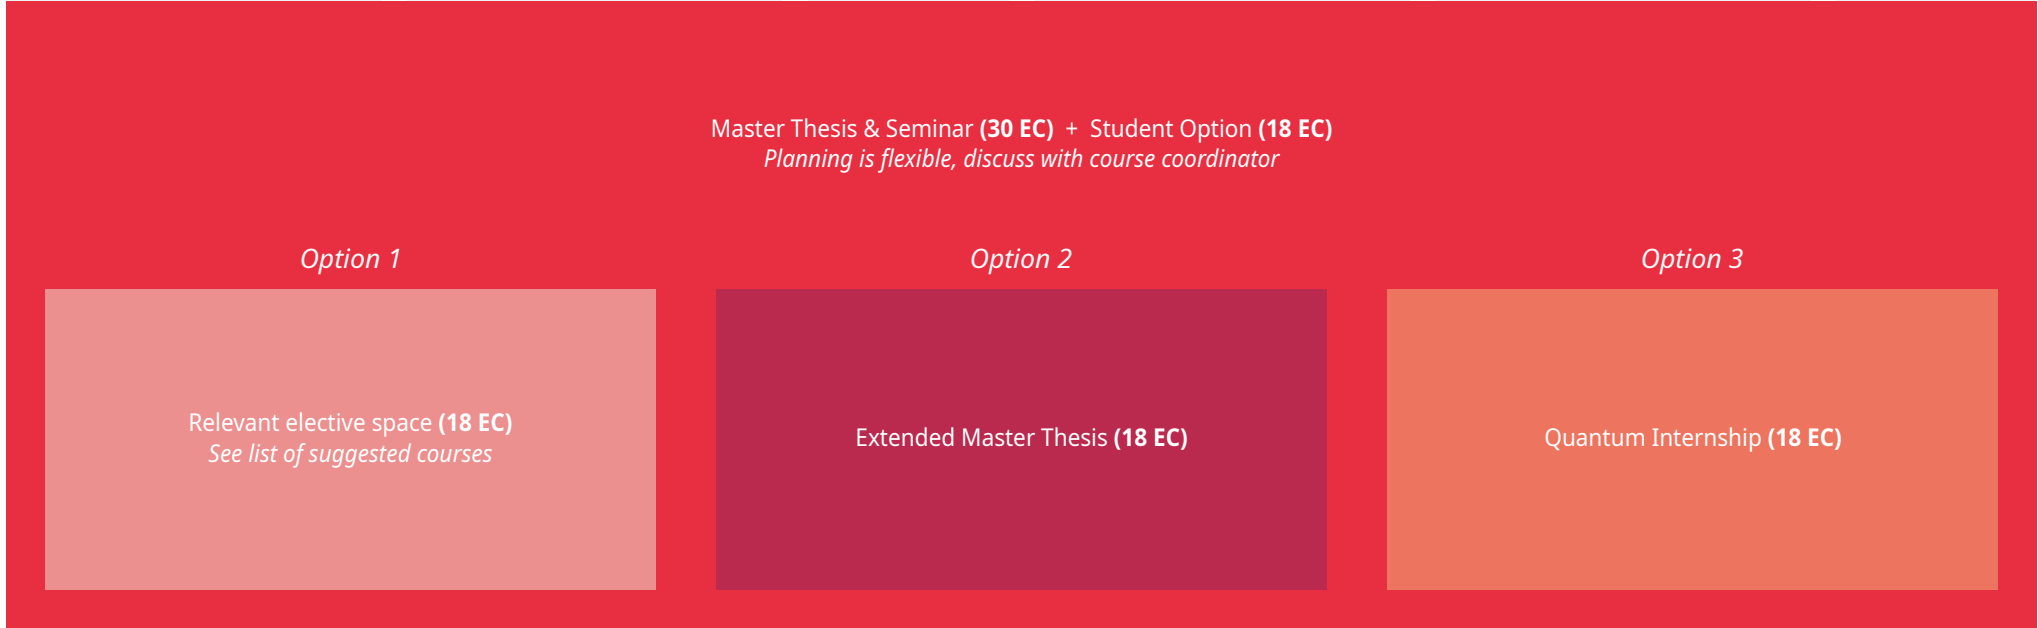 Master Thesis & Seminar (30 EC) + Student Option (18 EC)
Planning is flexible, discuss with course coordinator
Option 1
Option 2
Option 3
Relevant elective space (18 EC)
See list of suggested courses
Extended Master Thesis (18 EC)
Quantum Internship (18 EC)